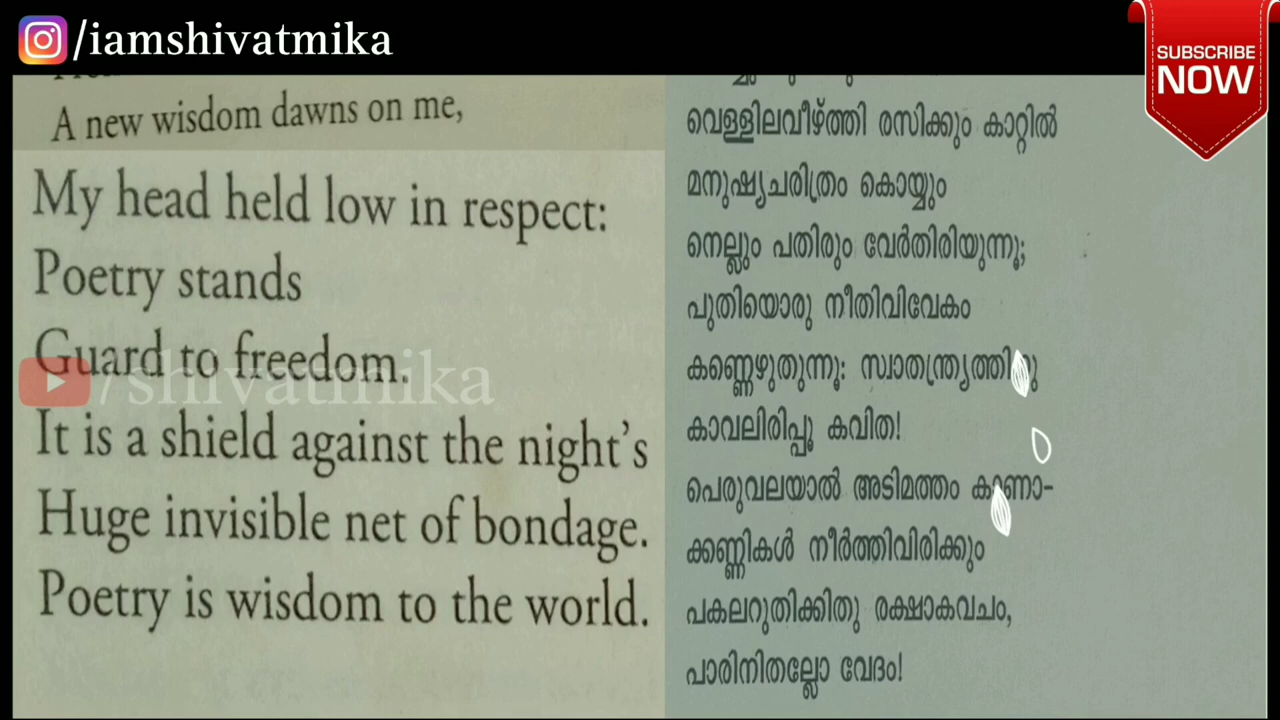 /iamshivatmika
SUBSCRIBE
NOW
A new wisdom dawns on me,
My head held low in respect:
Poetry stands
Guard to freedom.
/shivatmika
It is a shield against the night's
Huge invisible net of bondage.
Poetry is wisdom to the world.
വെള്ളിലവീഴ്ത്തി രസിക്കും കാറ്റിൽ
മനുഷ്യചരിത്രം കൊയ്യും
നെല്ലും പതിരും വേർതിരിയുന്നൂ;
പുതിയൊരു നീതിവിവേകം
കണ്ണെഴുതുന്നൂ: സ്വാതന്ത്ര്യത്തിനു
കാവലിരിപ്പൂ കവിത!
പെരുവലയാൽ അടിമത്തം കാണാ-
ക്കണ്ണികൾ നീർത്തിവിരിക്കും
പകലറുതിക്കിതു രക്ഷാകവചം,
പാരിനിതല്ലോ വേദം!